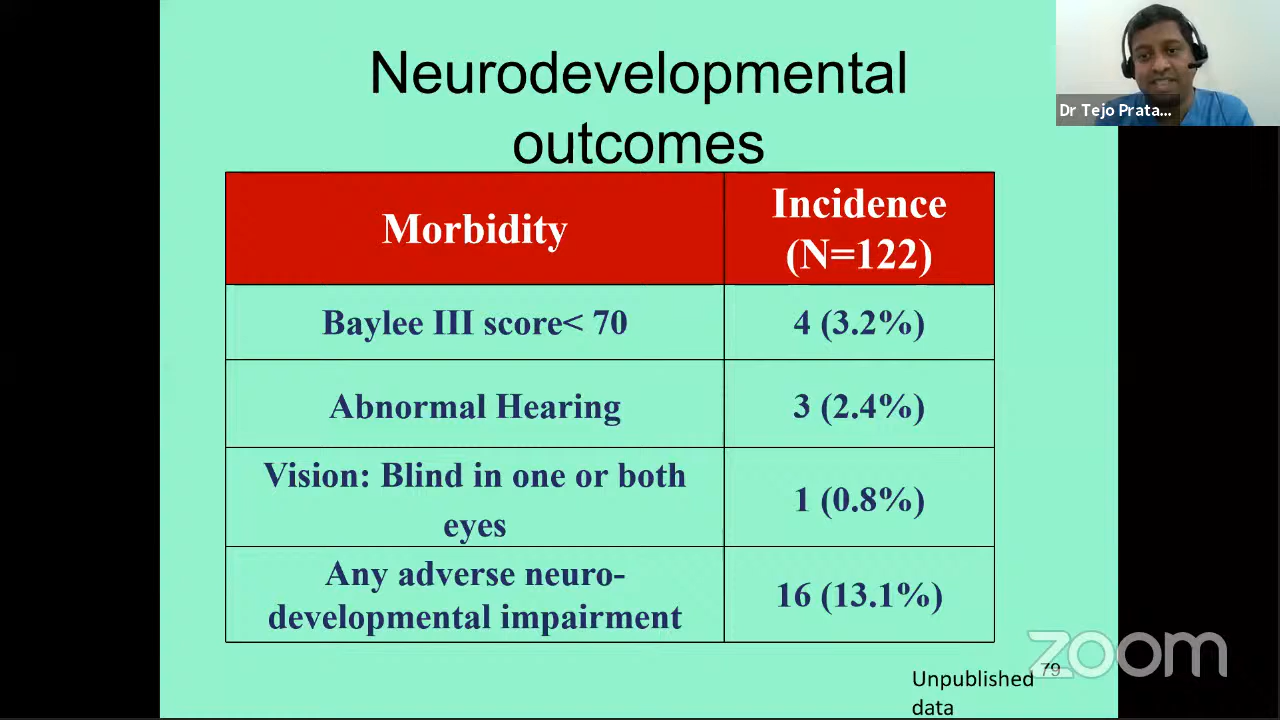 Neurodevelopmental
outcomes
Dr Tejo Prata...
Morbidity
Incidence
(N=122)
Baylee III score< 70
4 (3.2%)
Abnormal Hearing
3 (2.4%)
Vision: Blind in one or both
eyes
1 (0.8%)
Any adverse neuro-
developmental impairment
16 (13.1%)
zoom
79
Unpublished
data